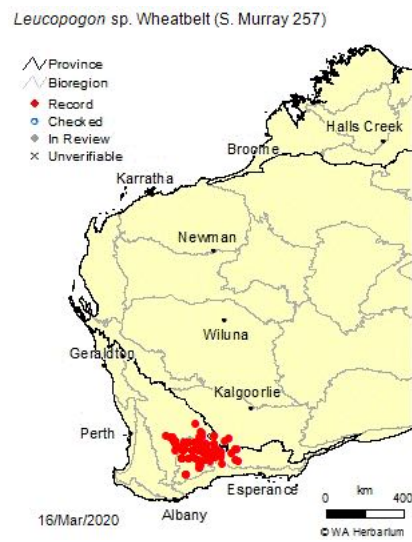 Leucopogon sp. Wheatbelt (S. Murray 257)
Province
Bioregion
Record
Checked
In Review
Unverifiable
Halls Creek
Broome
Karratha
Newman
Wiluna
Geraldton
Kalgoorlie
Perth
Esperance
Albany
16/Mar/2020
km
0 400
© WA Herbarium